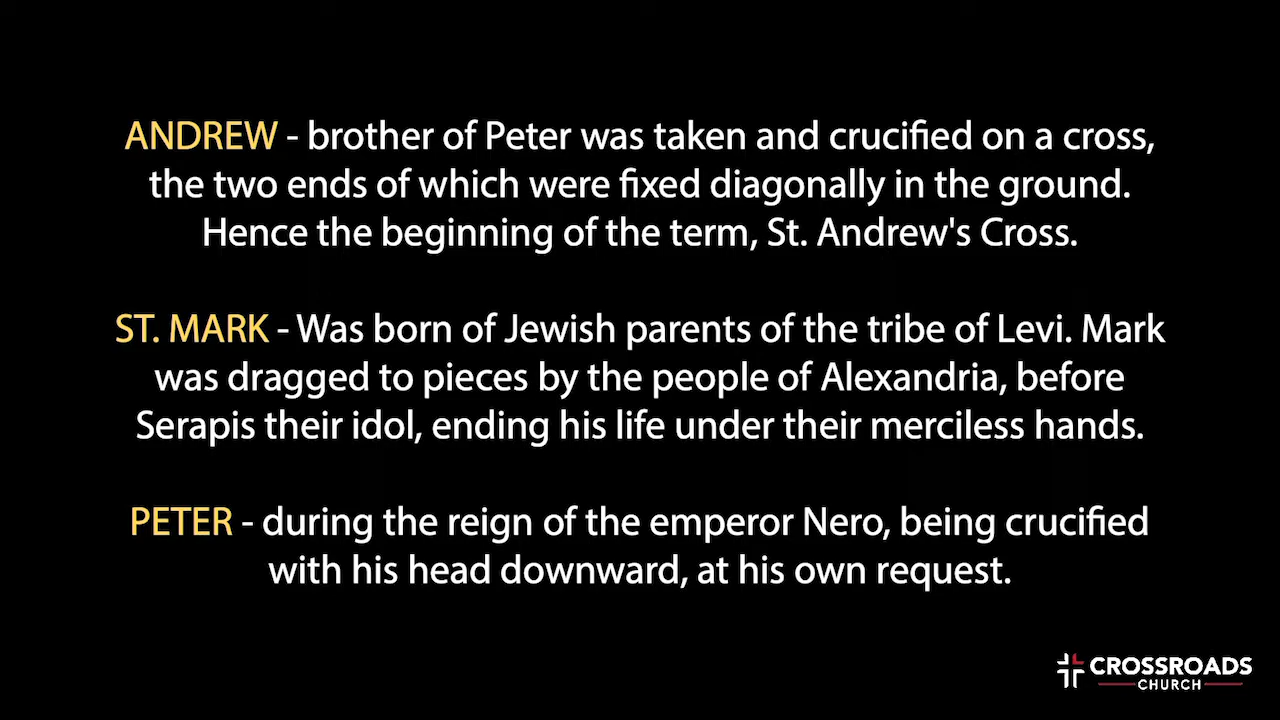 ANDREW - brother of Peter was taken and crucified on a cross,
the two ends of which were fixed diagonally in the ground.
Hence the beginning of the term, St. Andrew's Cross.
ST. MARK - Was born of Jewish parents of the tribe of Levi. Mark
was dragged to pieces by the people of Alexandria, before
Serapis their idol, ending his life under their merciless hands.
PETER - during the reign of the emperor Nero, being crucified
with his head downward, at his own request.
CROSSROADS
CHURCH